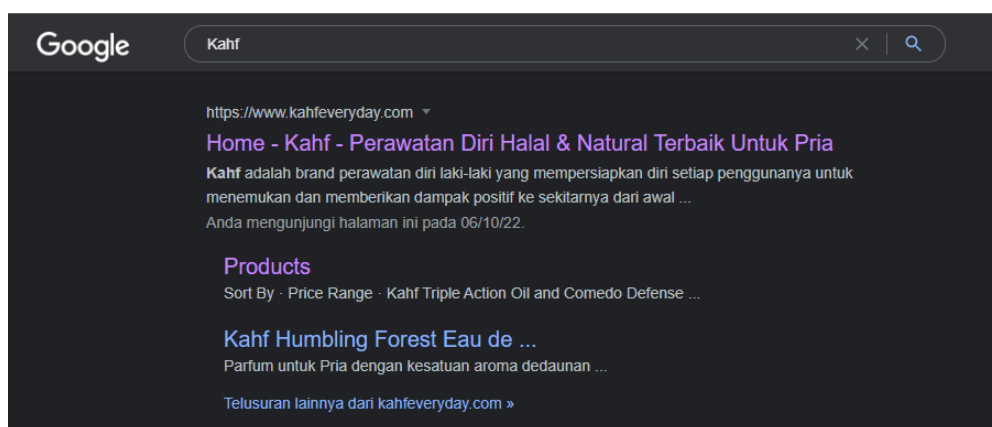 Google
Kahf
https://www.kahfeveryday.com
Home - Kahf - Perawatan Diri Halal & Natural Terbaik Untuk Pria
Kahf adalah brand perawatan diri laki-laki yang mempersiapkan diri setiap penggunanya untuk
menemukan dan memberikan dampak positif ke sekitarnya dari awal ...
Anda mengunjungi halaman ini pada 06/10/22.
Products
Sort By · Price Range · Kahf Triple Action Oil and Comedo Defense ...
Kahf Humbling Forest Eau de ...
Parfum untuk Pria dengan kesatuan aroma dedaunan ...
Telusuran lainnya dari kahfeveryday.com »